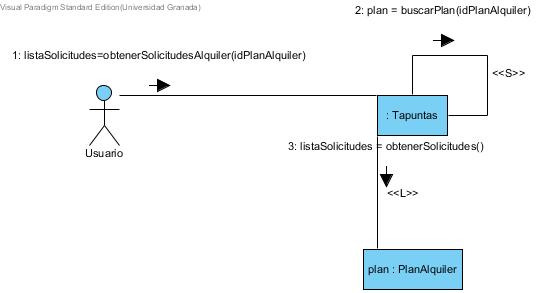 Visual Paradigm Standard Edition(Universidad Granada)
2: plan = buscarPlan(idPlanAlquiler)
1: listaSolicitudes=obtenerSolicitudesAlquiler(idPlanAlquiler)
<<S>>
: Tapuntas
Usuario
3: listaSolicitudes = obtenerSolicitudes()
<<L>>
plan : PlanAlquiler